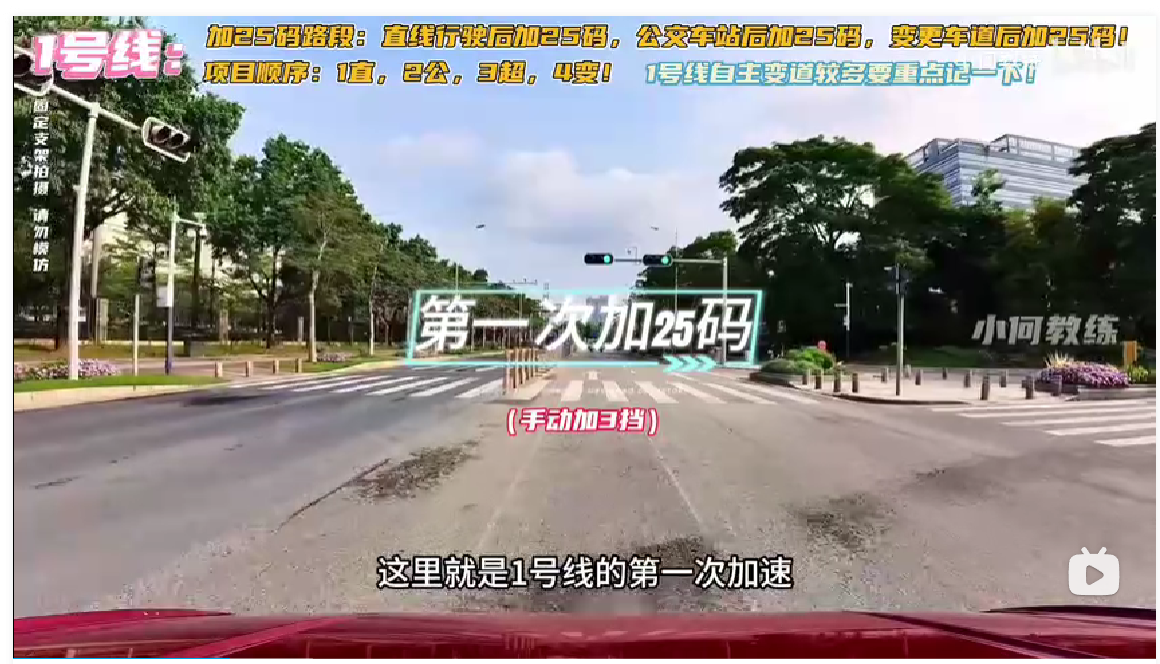 1号线：
加25码路段：直线行驶后加25码，公交车站后加25码，变更车道后加25码！
项目顺序：1直，2公，3超，4变！
1号线自主变道较多要重点记一下！
固定支架拍摄 请勿模仿
第一次加25码
小何教练
（手动加3挡）
这里就是1号线的第一次加速